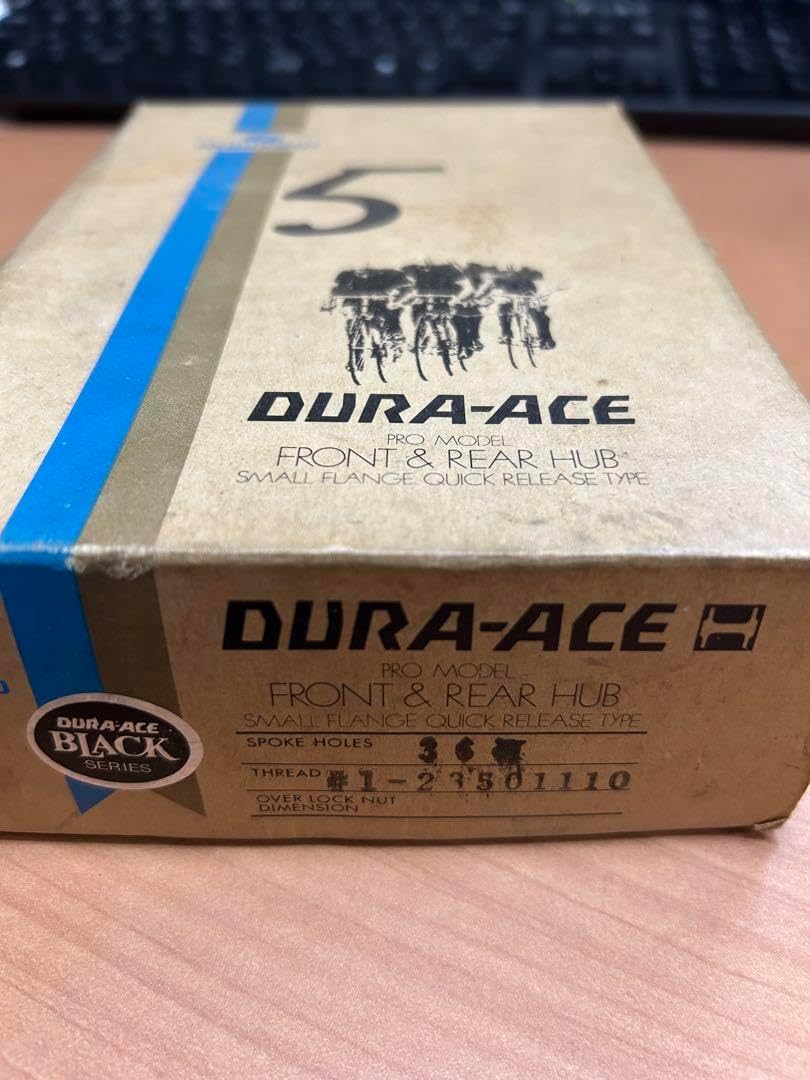 5
DURA-ACE
PRO MODEL
FRONT & REAR HUB
SMALL FLANGE QUICK RELEASE TYPE
DURA-ACE
PRO MODEL
FRONT & REAR HUB
SMALL FLANGE QUICK RELEASE TYPE
SPOKE HOLES 36
THREAD #1-23501110
OVER LOCK NUT
DIMENSION
DURA-ACE
BLACK
SERIES